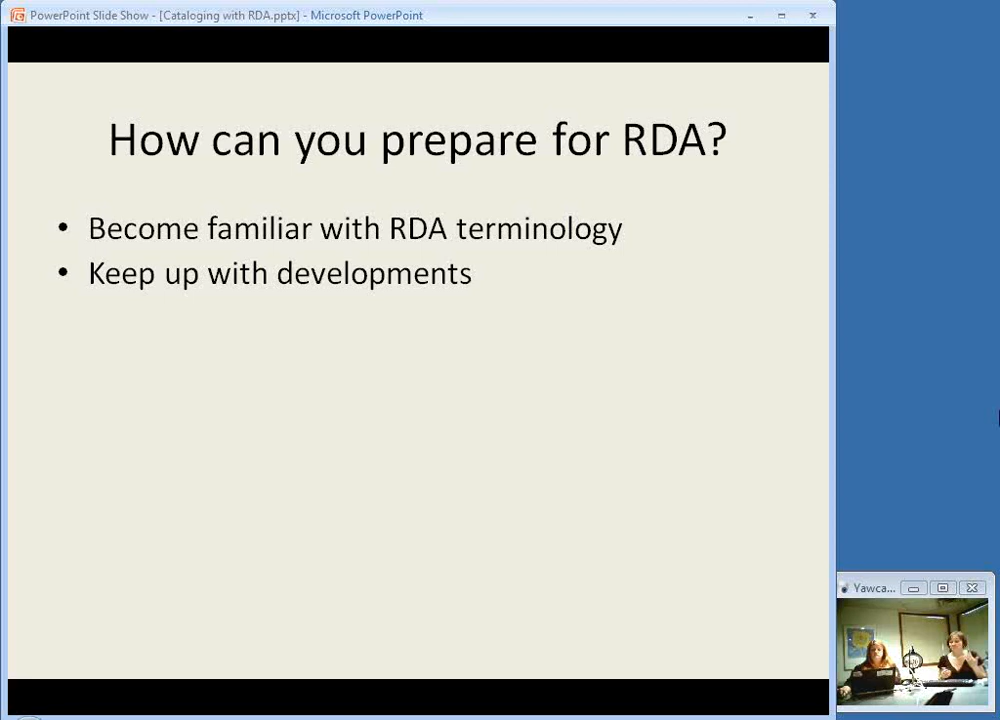 PowerPoint Slide Show - [Cataloging with RDA.pptx] - Microsoft PowerPoint
How can you prepare for RDA?
• Become familiar with RDA terminology
• Keep up with developments
Yawca...